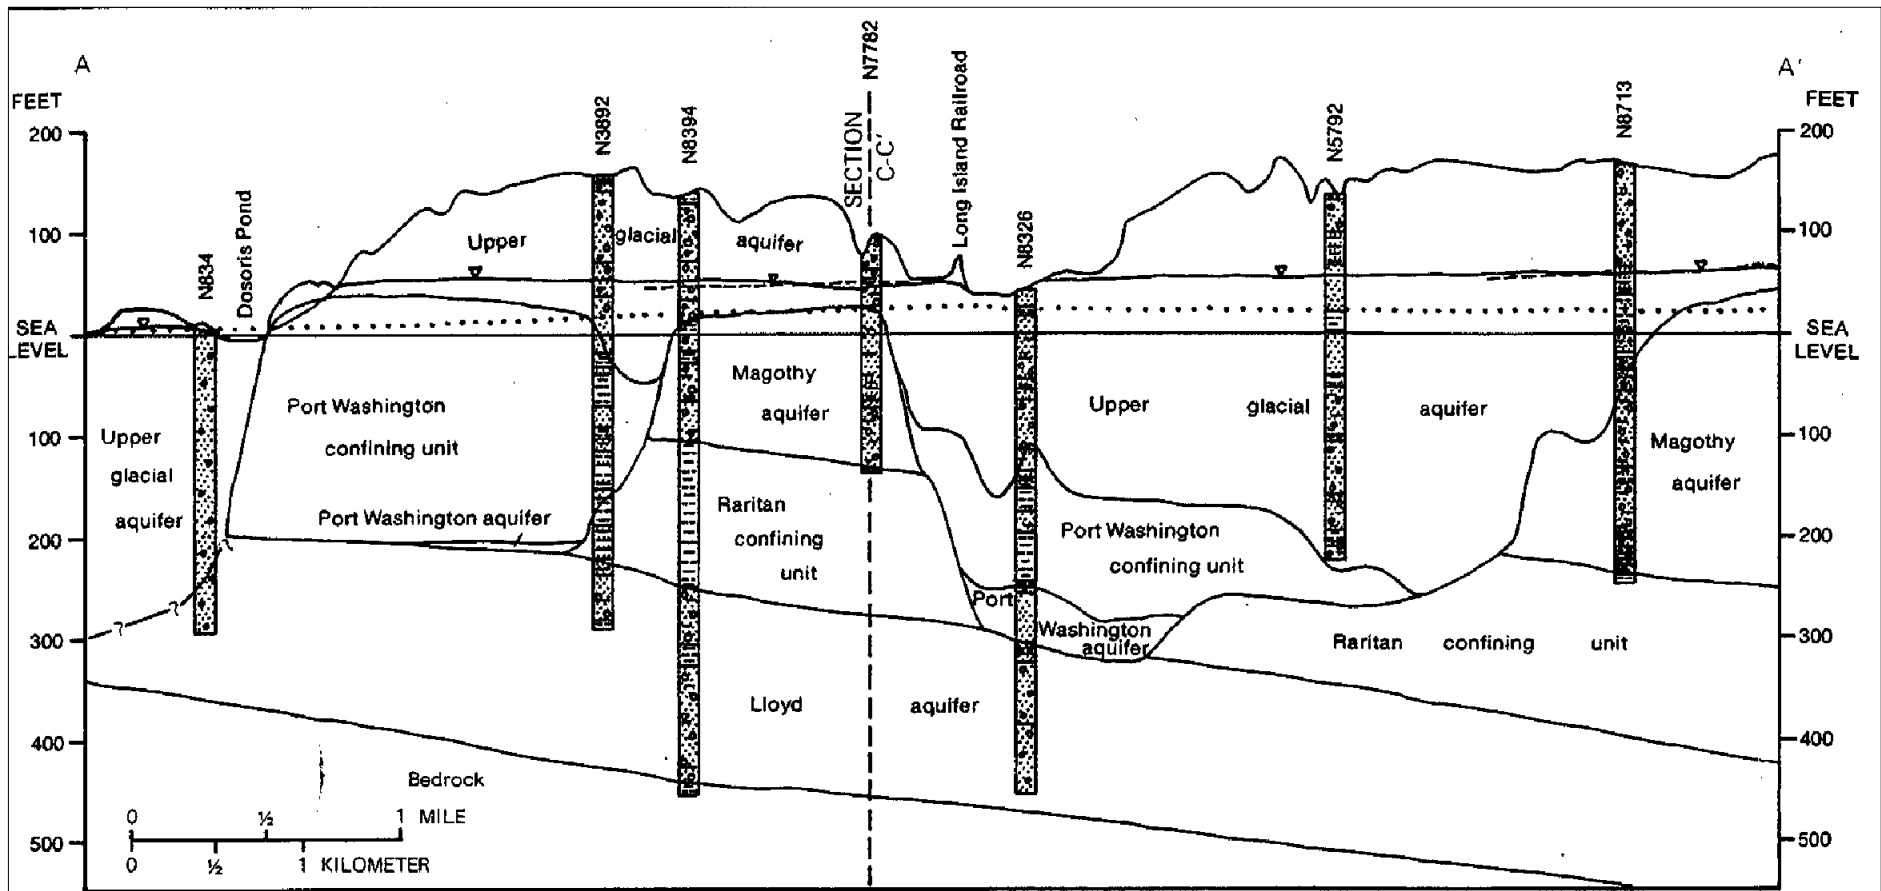 A
A'
FEET
FEET
200
100
SEA
LEVEL
100
200
300
400
500
200
100
SEA
LEVEL
100
200
300
400
500
N834
Dosoris Pond
N3892
N8394
SECTION
C-C'
N7782
Long Island Railroad
N8326
N5792
N8713
Upper glacial aquifer
Upper
glacial
aquifer
Port Washington
confining unit
Port Washington aquifer
Magothy
aquifer
Raritan
confining
unit
Upper glacial aquifer
Port Washington
confining unit
Port
Washington
aquifer
Magothy
aquifer
Raritan confining unit
Lloyd aquifer
Bedrock
?
?
?
0 ½ 1 MILE
0 ½ 1 KILOMETER